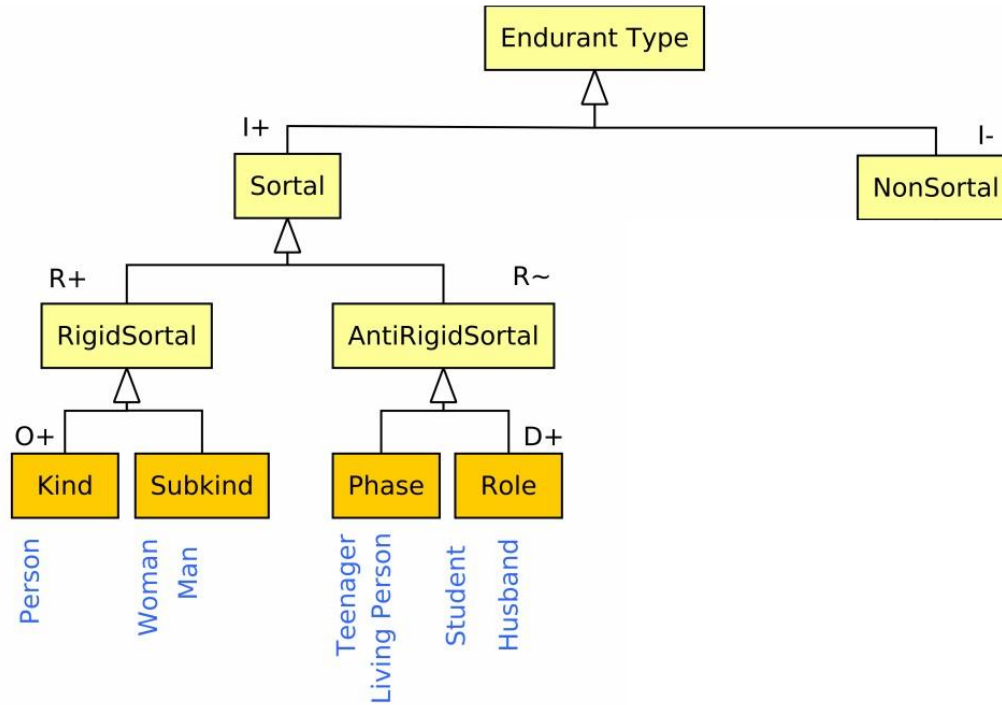 Endurant Type
I+
I-
Sortal
NonSortal
R+
R~
RigidSortal
AntiRigidSortal
O+
D+
Kind
Subkind
Phase
Role
Person
Woman
Man
Teenager
Living Person
Student
Husband